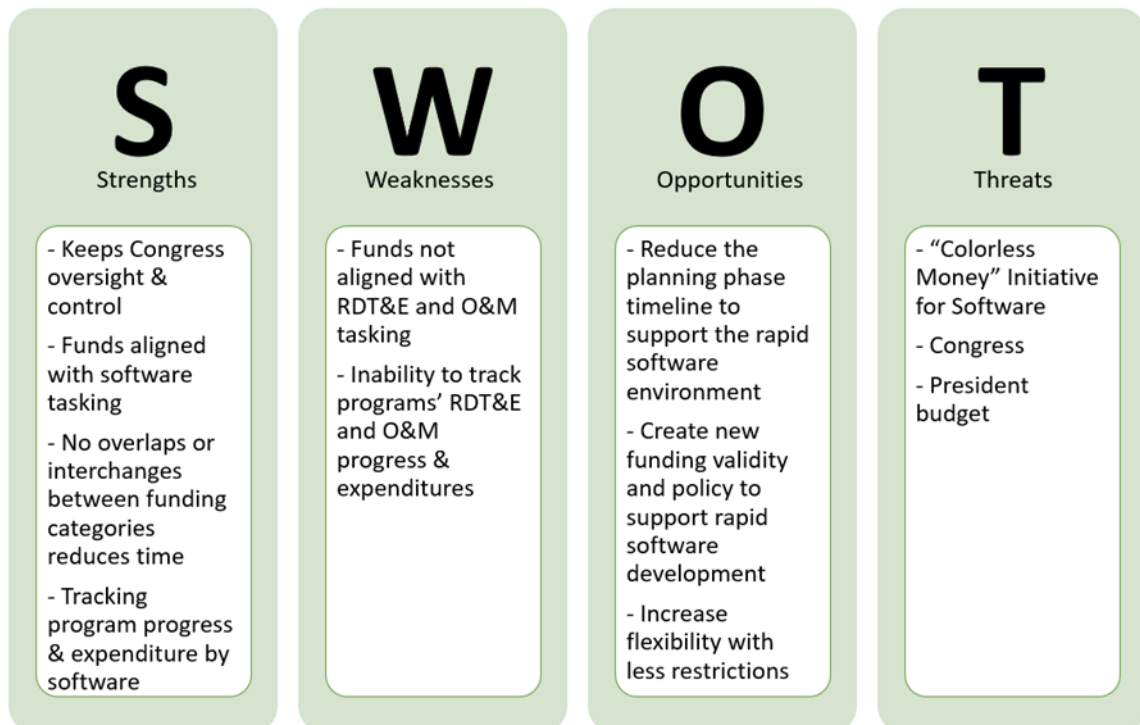 S
Strengths
- Keeps Congress
oversight &
control
- Funds aligned
with software
tasking
- No overlaps or
interchanges
between funding
categories
reduces time
- Tracking
program progress
& expenditure by
software
W
Weaknesses
- Funds not
aligned with
RDT&E and O&M
tasking
- Inability to track
programs’ RDT&E
and O&M
progress &
expenditures
O
Opportunities
- Reduce the
planning phase
timeline to
support the rapid
software
environment
- Create new
funding validity
and policy to
support rapid
software
development
- Increase
flexibility with
less restrictions
T
Threats
- “Colorless
Money” Initiative
for Software
- Congress
- President
budget